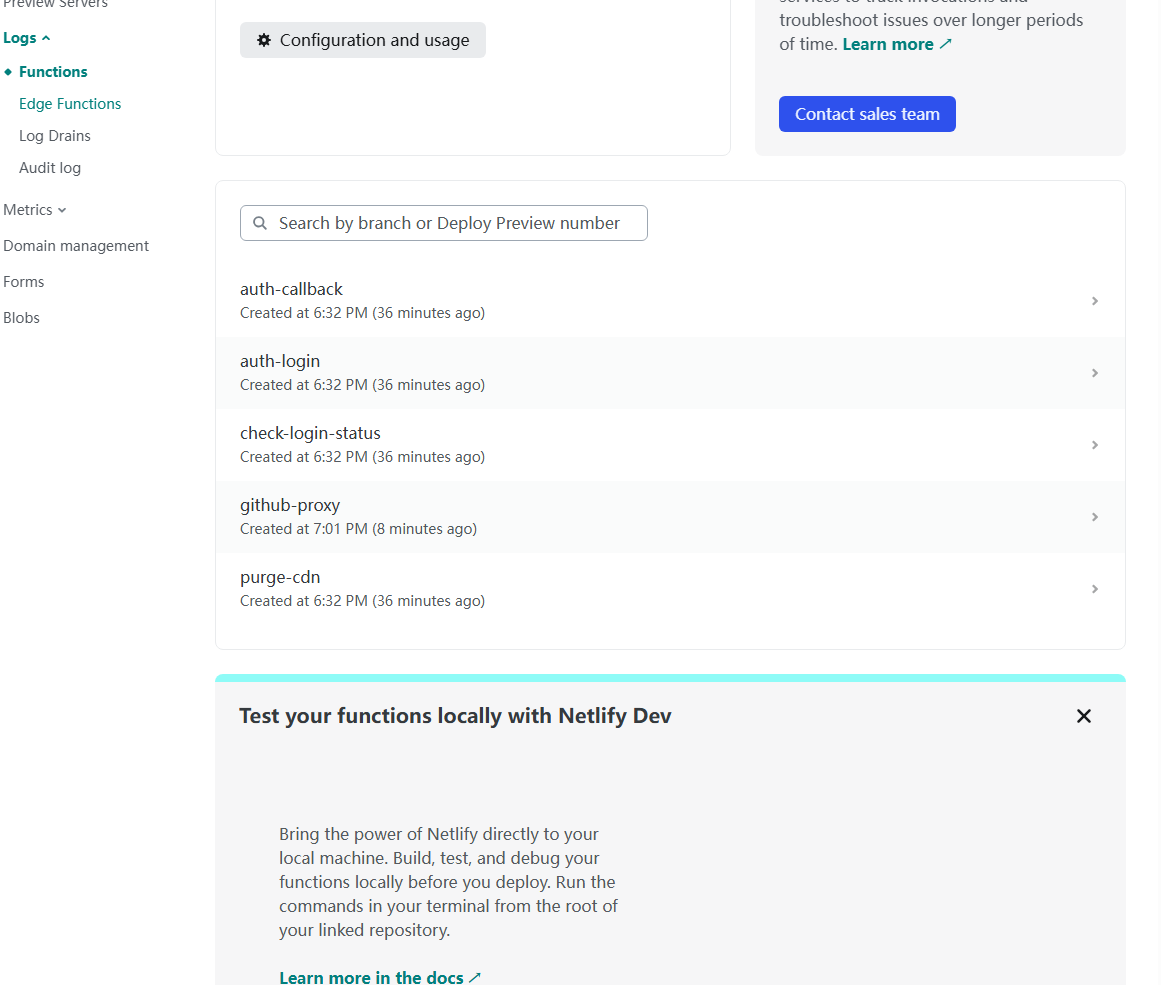 Preview Servers
Logs
Functions
Edge Functions
Log Drains
Audit log
Metrics
Domain management
Forms
Blobs
Configuration and usage
services to track invocations and
troubleshoot issues over longer periods
of time. Learn more
Contact sales team
Search by branch or Deploy Preview number
auth-callback
Created at 6:32 PM (36 minutes ago)
auth-login
Created at 6:32 PM (36 minutes ago)
check-login-status
Created at 6:32 PM (36 minutes ago)
github-proxy
Created at 7:01 PM (8 minutes ago)
purge-cdn
Created at 6:32 PM (36 minutes ago)
Test your functions locally with Netlify Dev
Bring the power of Netlify directly to your
local machine. Build, test, and debug your
functions locally before you deploy. Run the
commands in your terminal from the root of
your linked repository.
Learn more in the docs